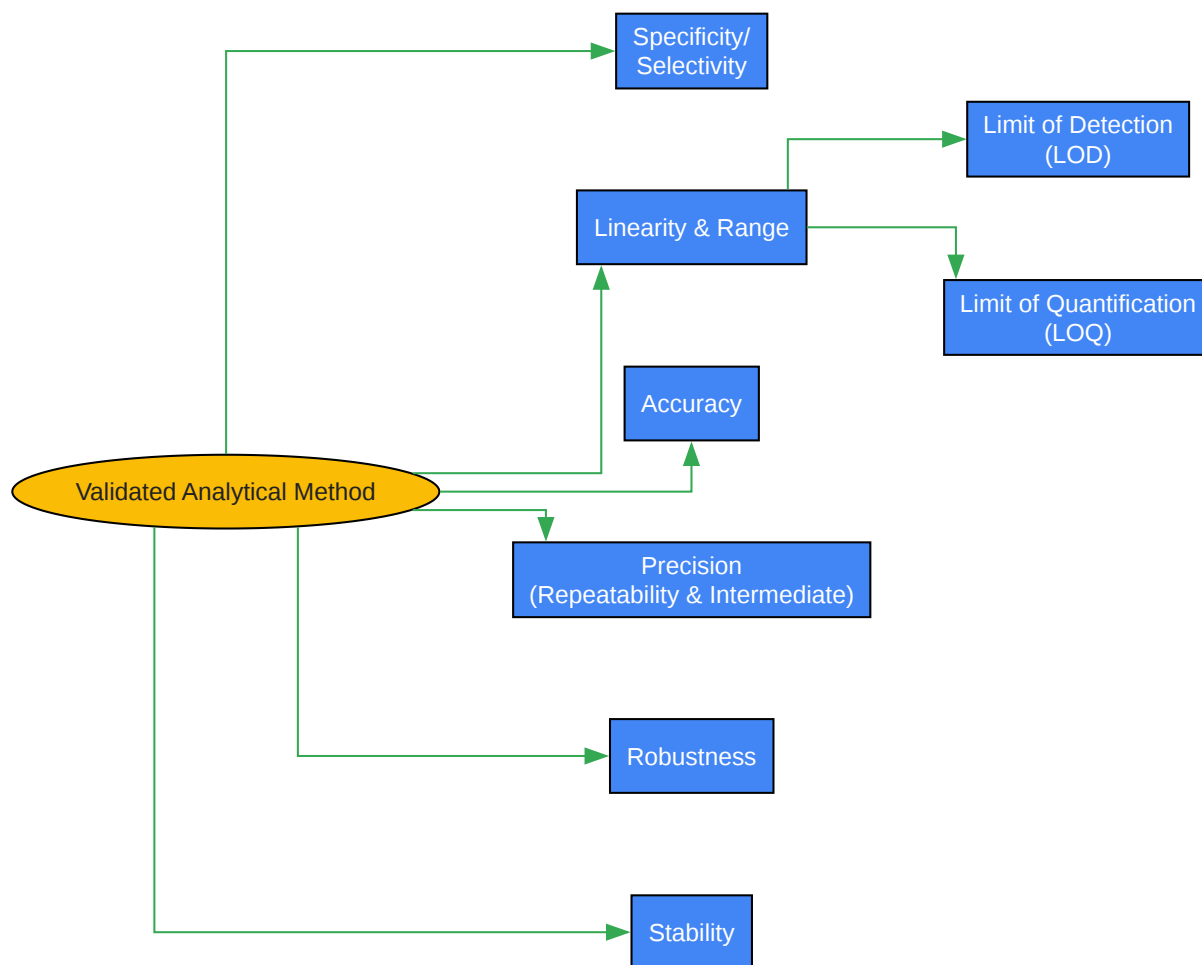 Specificity/
Selectivity
Limit of Detection
(LOD)
Linearity & Range
Limit of Quantification
(LOQ)
Accuracy
Validated Analytical Method
Precision
(Repeatability & Intermediate)
Robustness
Stability